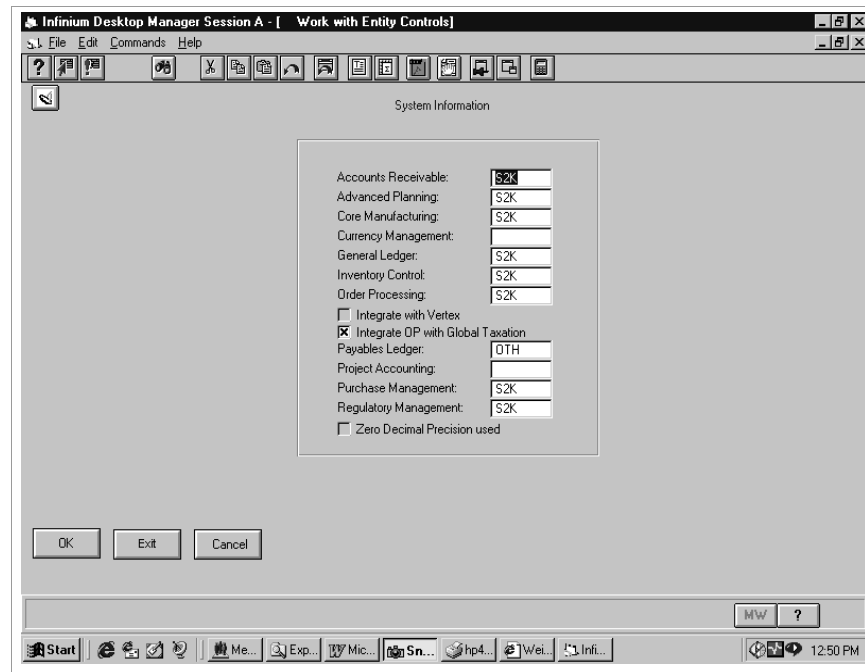 Infinium Desktop Manager Session A - [ Work with Entity Controls]
File Edit Commands Help
?
System Information
Accounts Receivable: S2K
Advanced Planning: S2K
Core Manufacturing: S2K
Currency Management:
General Ledger: S2K
Inventory Control: S2K
Order Processing: S2K
Integrate with Vertex
Integrate OP with Global Taxation
Payables Ledger: OTH
Project Accounting:
Purchase Management: S2K
Regulatory Management: S2K
Zero Decimal Precision used
OK Exit Cancel
MW ?
Start Me... Exp... Mic... Sn... hp4... Wei... Infi... 12:50 PM